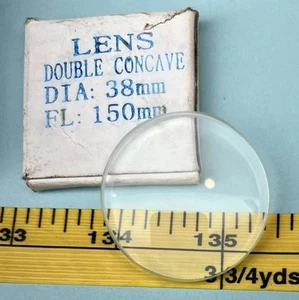 LENS
DOUBLE CONCAVE
DIA: 38mm
FL: 150mm
33 134 135
3 3/4yds